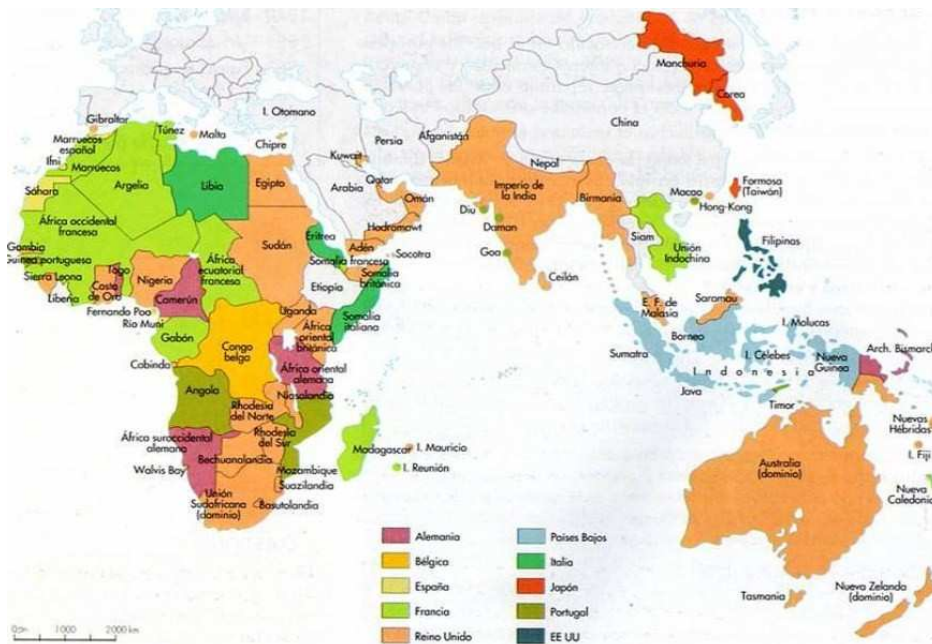 Manchuria
Corea
I. Otomano
China
Gibraltar
Túnez
Malta
Chipre
Persia
Afganistán
Marruecos
español
Kuwait
Nepal
Ifni
Marruecos
Qatar
Formosa
(Taiwán)
Argelia
Libia
Egipto
Arabia
Omán
Imperio de
la India
Birmania
Macao
Hong-Kong
Sáhara
Diu
Daman
África occidental
francesa
Hadramawt
Goa
Siam
Unión
Indochina
Filipinas
Sudán
Eritrea
Adén
Socotra
Gambia
Guinea portuguesa
Somalia francesa
Somalia
británica
Sierra Leona
Togo
Nigeria
África
ecuatorial
francesa
Etiopía
Ceilán
Liberia
Costa
de Oro
Camerún
E. F. de
Malasia
Sarawau
Fernando Poo
Río Muni
Uganda
Somalia
italiana
I. Molucas
Gabón
Congo
belga
África
oriental
británica
Borneo
Arch. Bismarck
Sumatra
I. Célebes
Nueva
Guinea
Cabinda
África oriental
alemana
Indonesia
Java
Timor
Angola
Niasalandia
Rhodesia
del Norte
Nuevas
Hébridas
África suroccidental
alemana
Rhodesia
del Sur
Madagascar
I. Mauricio
I. Fiji
Bechuanalandia
I. Reunión
Australia
(dominio)
Walvis Bay
Mozambique
Suazilandia
Nueva
Caledonia
Unión
Sudafricana
(dominio)
Basutolandia
Alemania
Países Bajos
Bélgica
Italia
España
Japón
Francia
Portugal
Reino Unido
EE UU
Tasmania
Nueva Zelanda
(dominio)
1000
2000 km